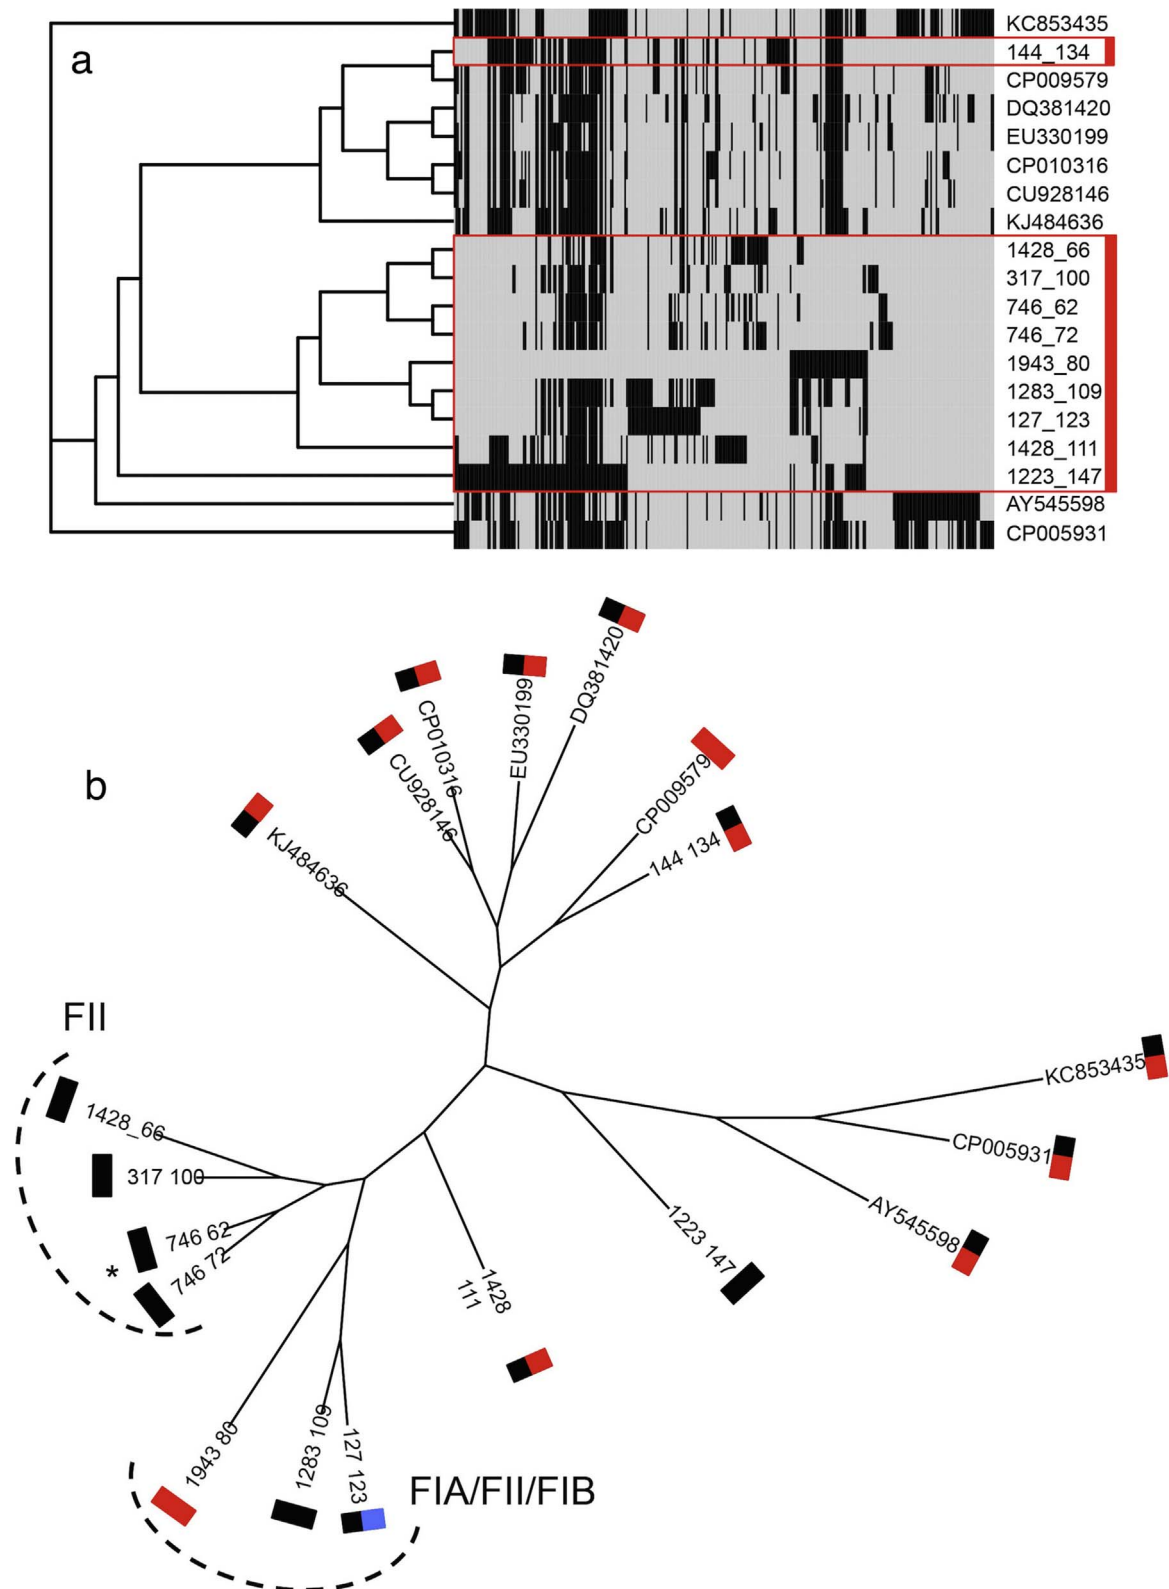 a
KC853435
144_134
CP009579
DQ381420
EU330199
CP010316
CU928146
KJ484636
1428_66
317_100
746_62
746_72
1943_80
1283_109
127_123
1428_111
1223_147
AY545598
CP005931
b
DQ381420
EU330199
CP010316
CU928146
CP009579
144 134
KJ484636
FII
KC853435
CP005931
AY545598
1428_66
317 100
746 62
746 72
*
1223 147
1428
111
1943 80
1283 109
127 123
FIA/FII/FIB